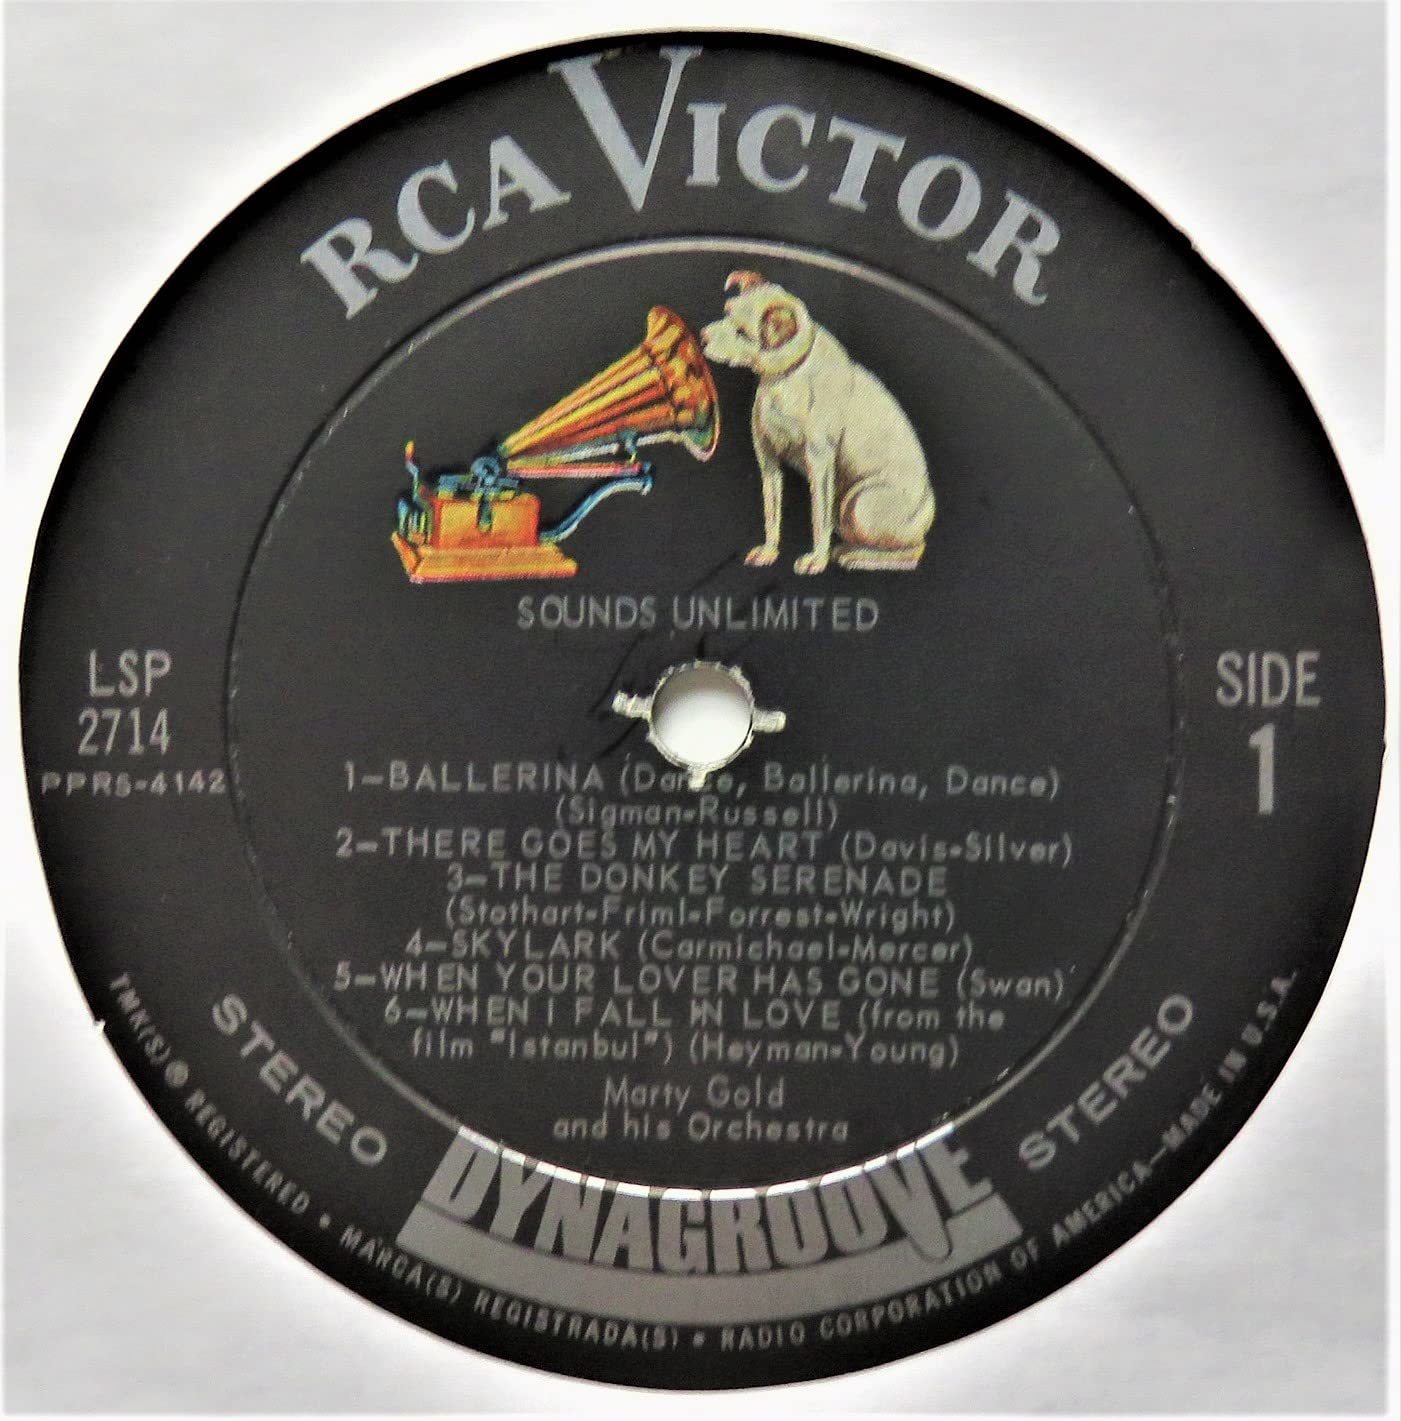 RCA VICTOR
SOUNDS UNLIMITED
LSP
2714
PPRS-4142
SIDE
1
1-BALLERINA (Dance, Ballerina, Dance)
(Sigman-Russell)
2-THERE GOES MY HEART (Davis-Silver)
3-THE DONKEY SERENADE
(Stothart-Friml-Forrest-Wright)
4-SKYLARK (Carmichael-Mercer)
5-WHEN YOUR LOVER HAS GONE (Swan)
6-WHEN I FALL IN LOVE (from the
film "Istanbul") (Heyman-Young)
Marty Gold
and his Orchestra
STEREO
STEREO
DYNAGROOVE
TMK(S) ® REGISTERED • MARCA(S) REGISTRADA(S) • RADIO CORPORATION OF AMERICA—MADE IN U.S.A.